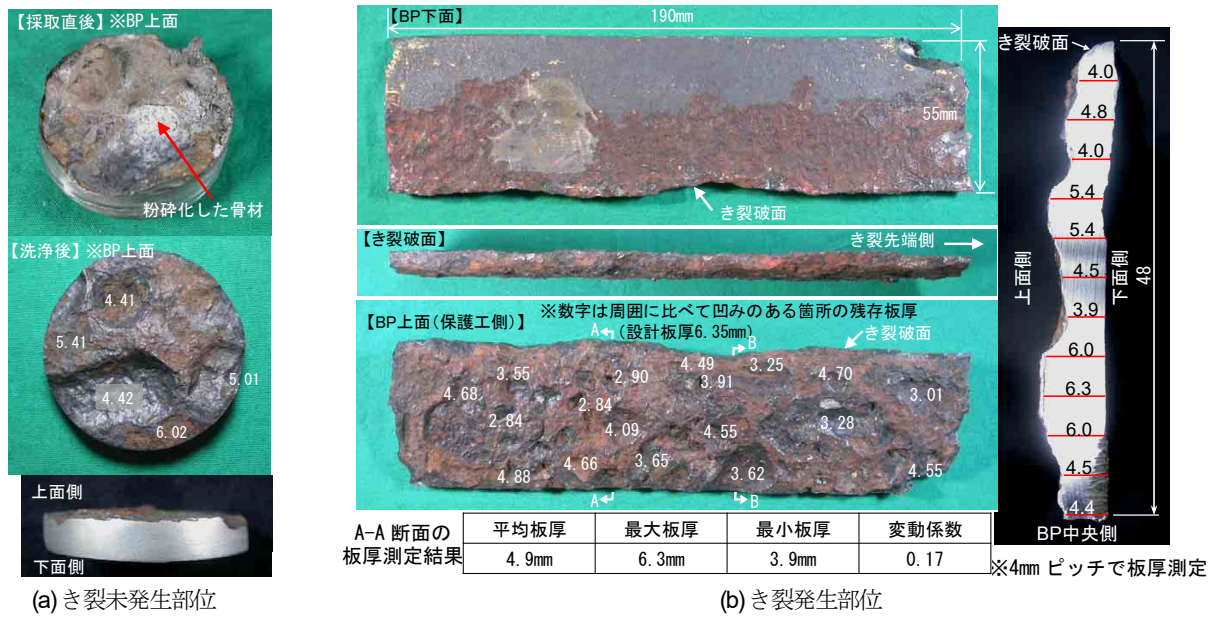 【採取直後】※BP上面
粉砕化した骨材
【洗浄後】※BP上面
4.41
5.41
5.01
4.42
6.02
上面側
下面側
(a) き裂未発生部位
【BP下面】
190mm
55mm
き裂破面
【き裂破面】
き裂先端側
【BP上面(保護工側)】
※数字は周囲に比べて凹みのある箇所の残存板厚
(設計板厚6.35mm)
き裂破面
A
B
4.49
3.25
3.55
2.90
4.70
3.91
4.68
3.01
2.84
2.84
3.28
4.09
4.55
4.66
3.65
4.88
3.62
4.55
A
B
A-A 断面の
板厚測定結果
平均板厚 最大板厚 最小板厚 変動係数
4.9mm 6.3mm 3.9mm 0.17
き裂破面
4.0
4.8
4.0
5.4
5.4
4.5
3.9
6.0
6.3
6.0
4.5
4.4
上面側
下面側
48
BP中央側
※4mm ピッチで板厚測定
(b) き裂発生部位